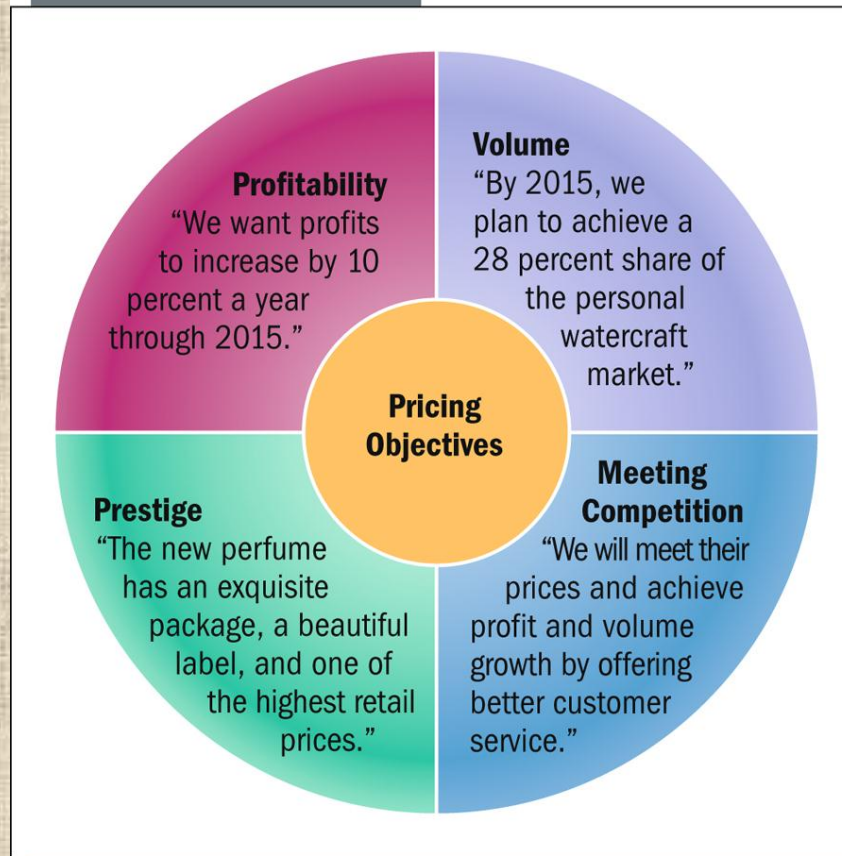 Profitability
“We want profits
to increase by 10
percent a year
through 2015.”
Volume
“By 2015, we
plan to achieve a
28 percent share of
the personal
watercraft
market.”
Pricing
Objectives
Prestige
“The new perfume
has an exquisite
package, a beautiful
label, and one of
the highest retail
prices.”
Meeting
Competition
“We will meet their
prices and achieve
profit and volume
growth by offering
better customer
service.”